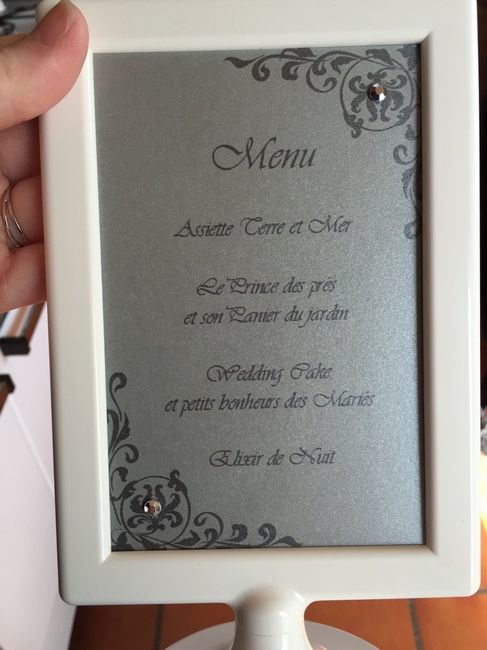 Menu
Assiette Terre et Mer
Le Prince des prés
et son Panier du jardin
Wedding Cake
et petits bonheurs des Mariés
Elixir de Nuit